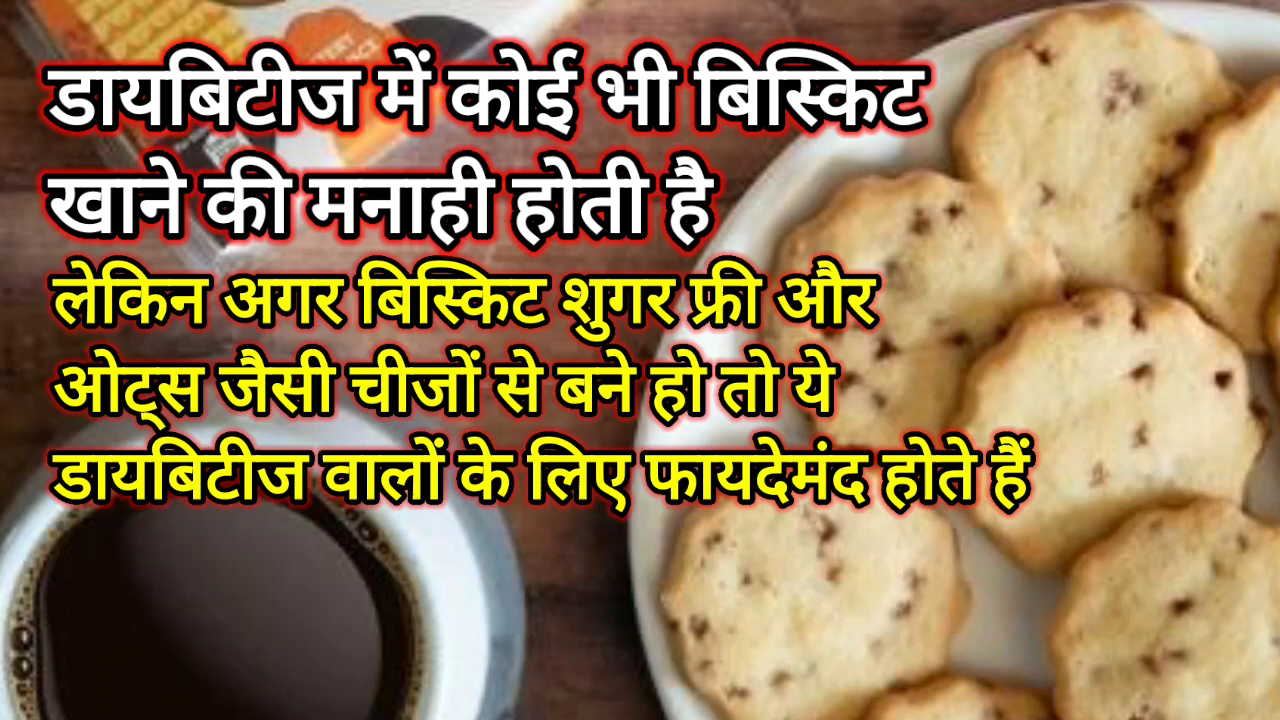 डायबिटीज में कोई भी बिस्किट
खाने की मनाही होती है
लेकिन अगर बिस्किट शुगर फ्री और
ओट्स जैसी चीजों से बने हो तो ये
डायबिटीज वालों के लिए फायदेमंद होते हैं